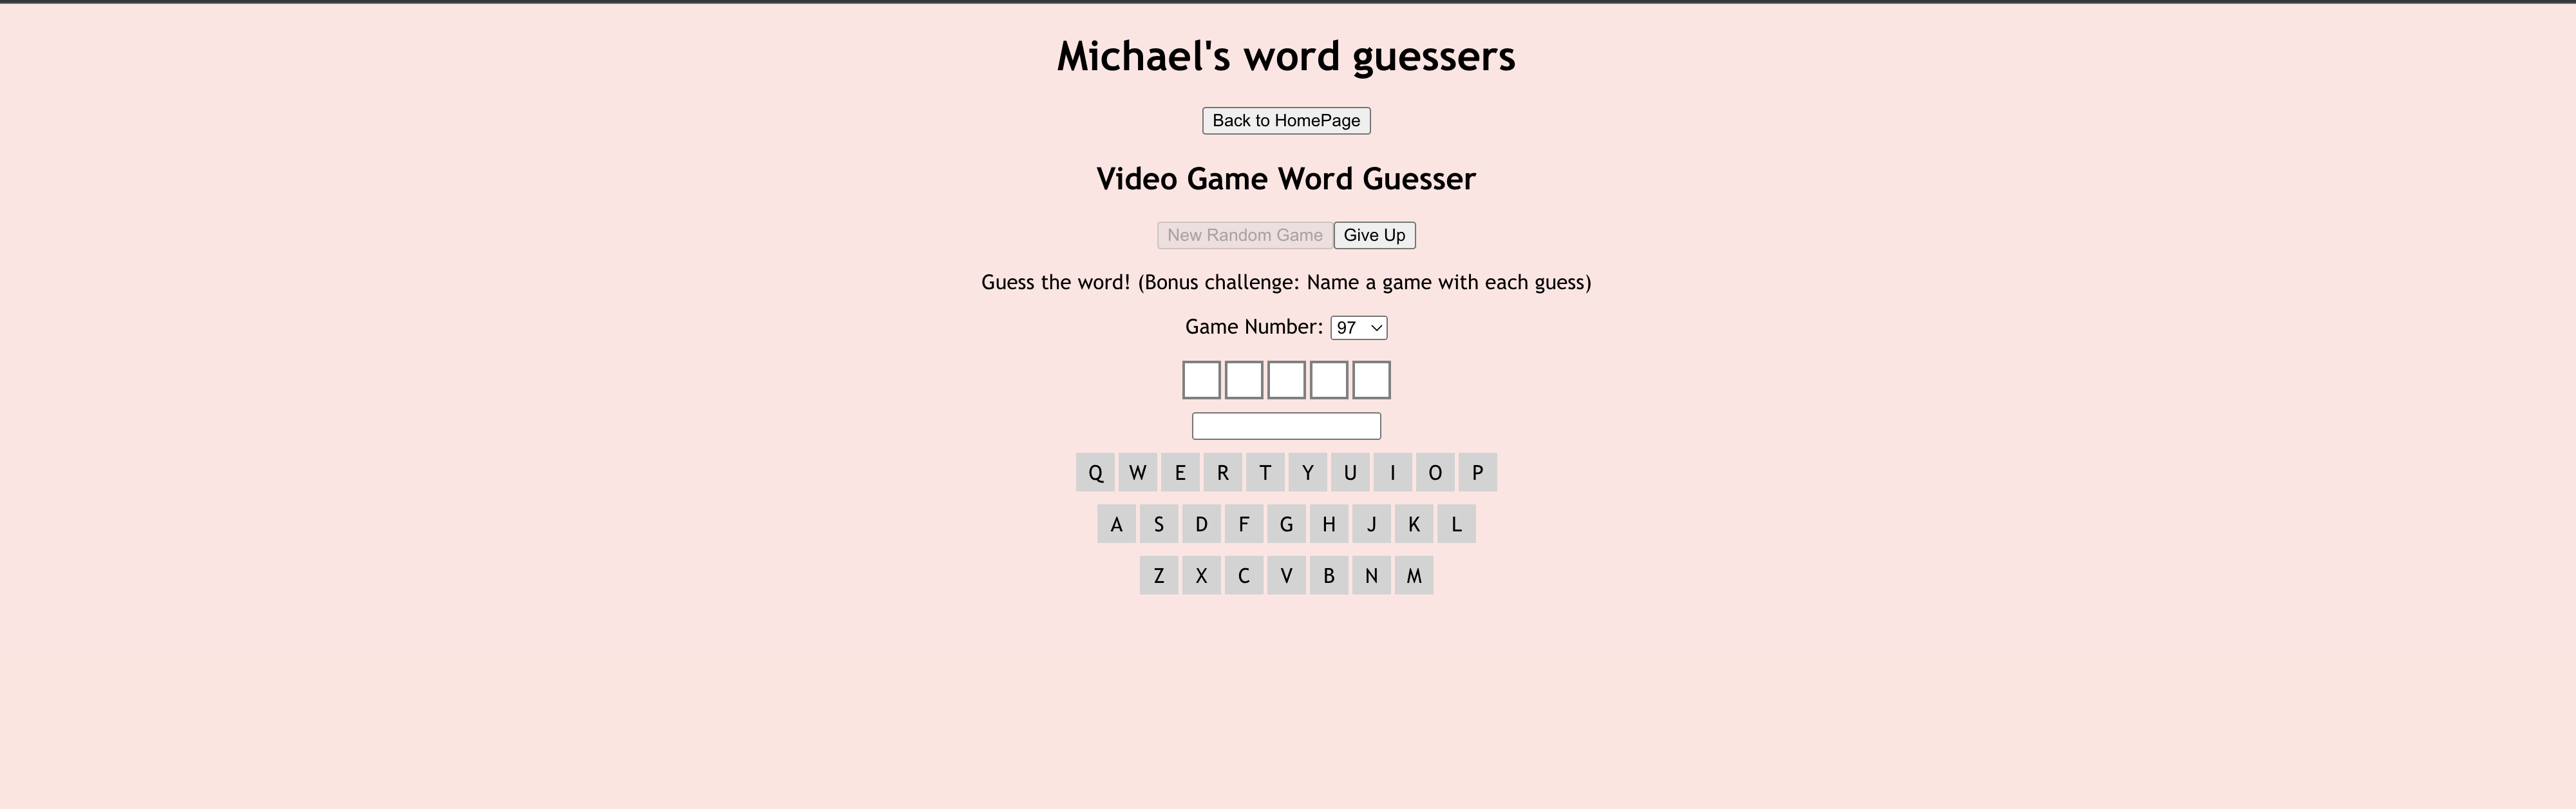 Michael's word guessers
Back to HomePage
Video Game Word Guesser
New Random Game Give Up
Guess the word! (Bonus challenge: Name a game with each guess)
Game Number: 97
Q W E R T Y U I O P
A S D F G H J K L
Z X C V B N M